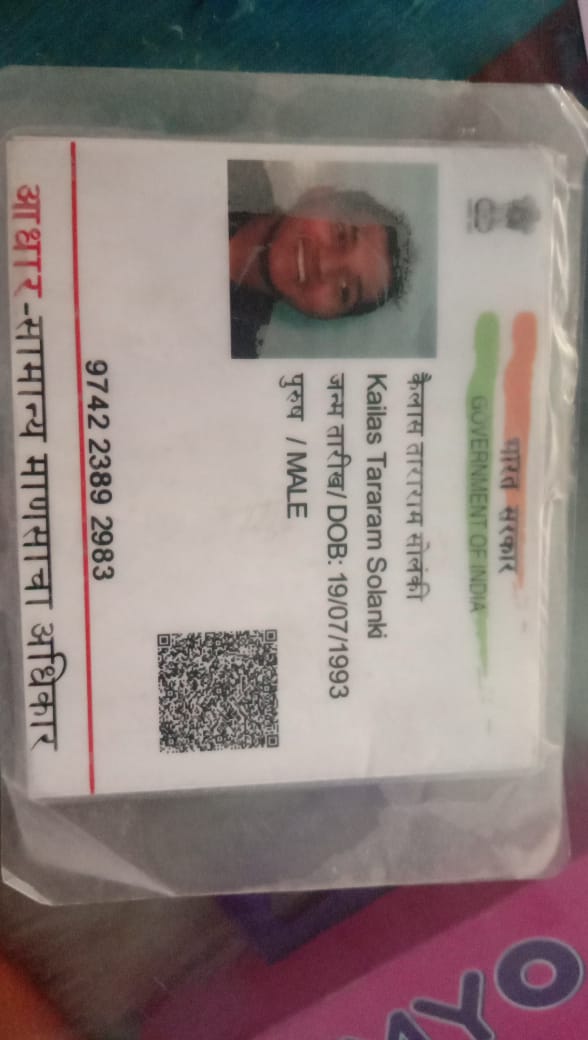 भारत सरकार
GOVERNMENT OF INDIA
कैलास ताराराम सोलंकी
Kailas Tararam Solanki
जन्म तारीख/ DOB: 19/07/1993
पुरुष / MALE
9742 2389 2983
आधार-सामान्य माणसाचा अधिकार